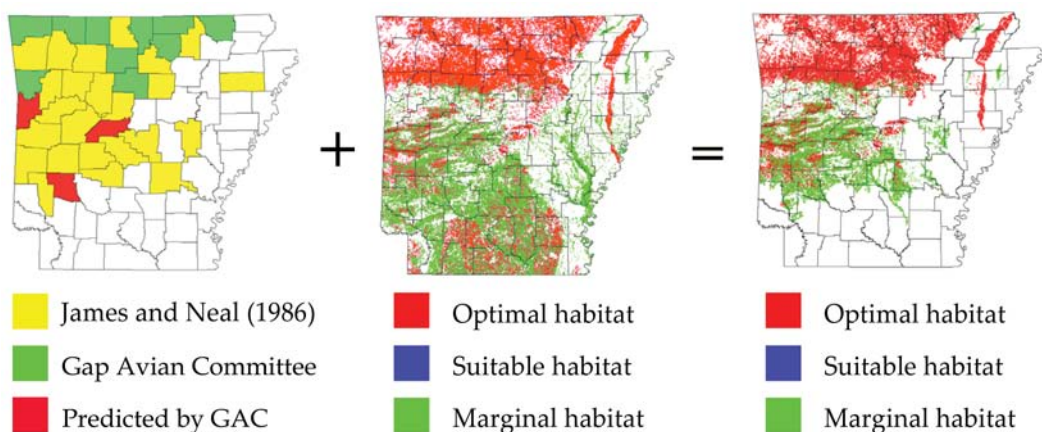 +
=
James and Neal (1986)
Gap Avian Committee
Predicted by GAC
Optimal habitat
Suitable habitat
Marginal habitat
Optimal habitat
Suitable habitat
Marginal habitat